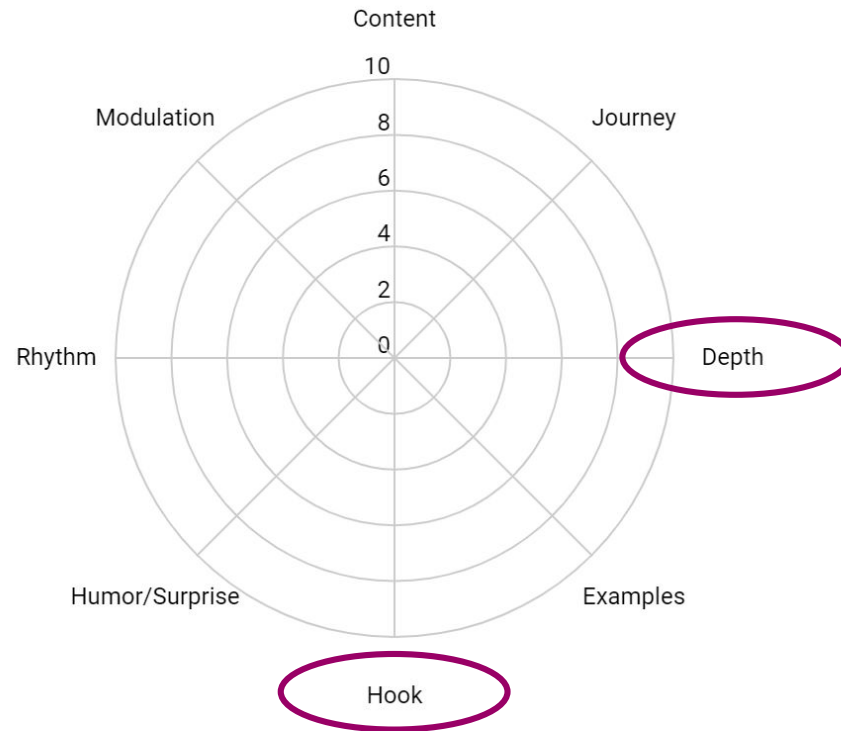 Content
10
Modulation
Journey
8
6
4
2
Rhythm
0
Depth
Humor/Surprise
Examples
Hook